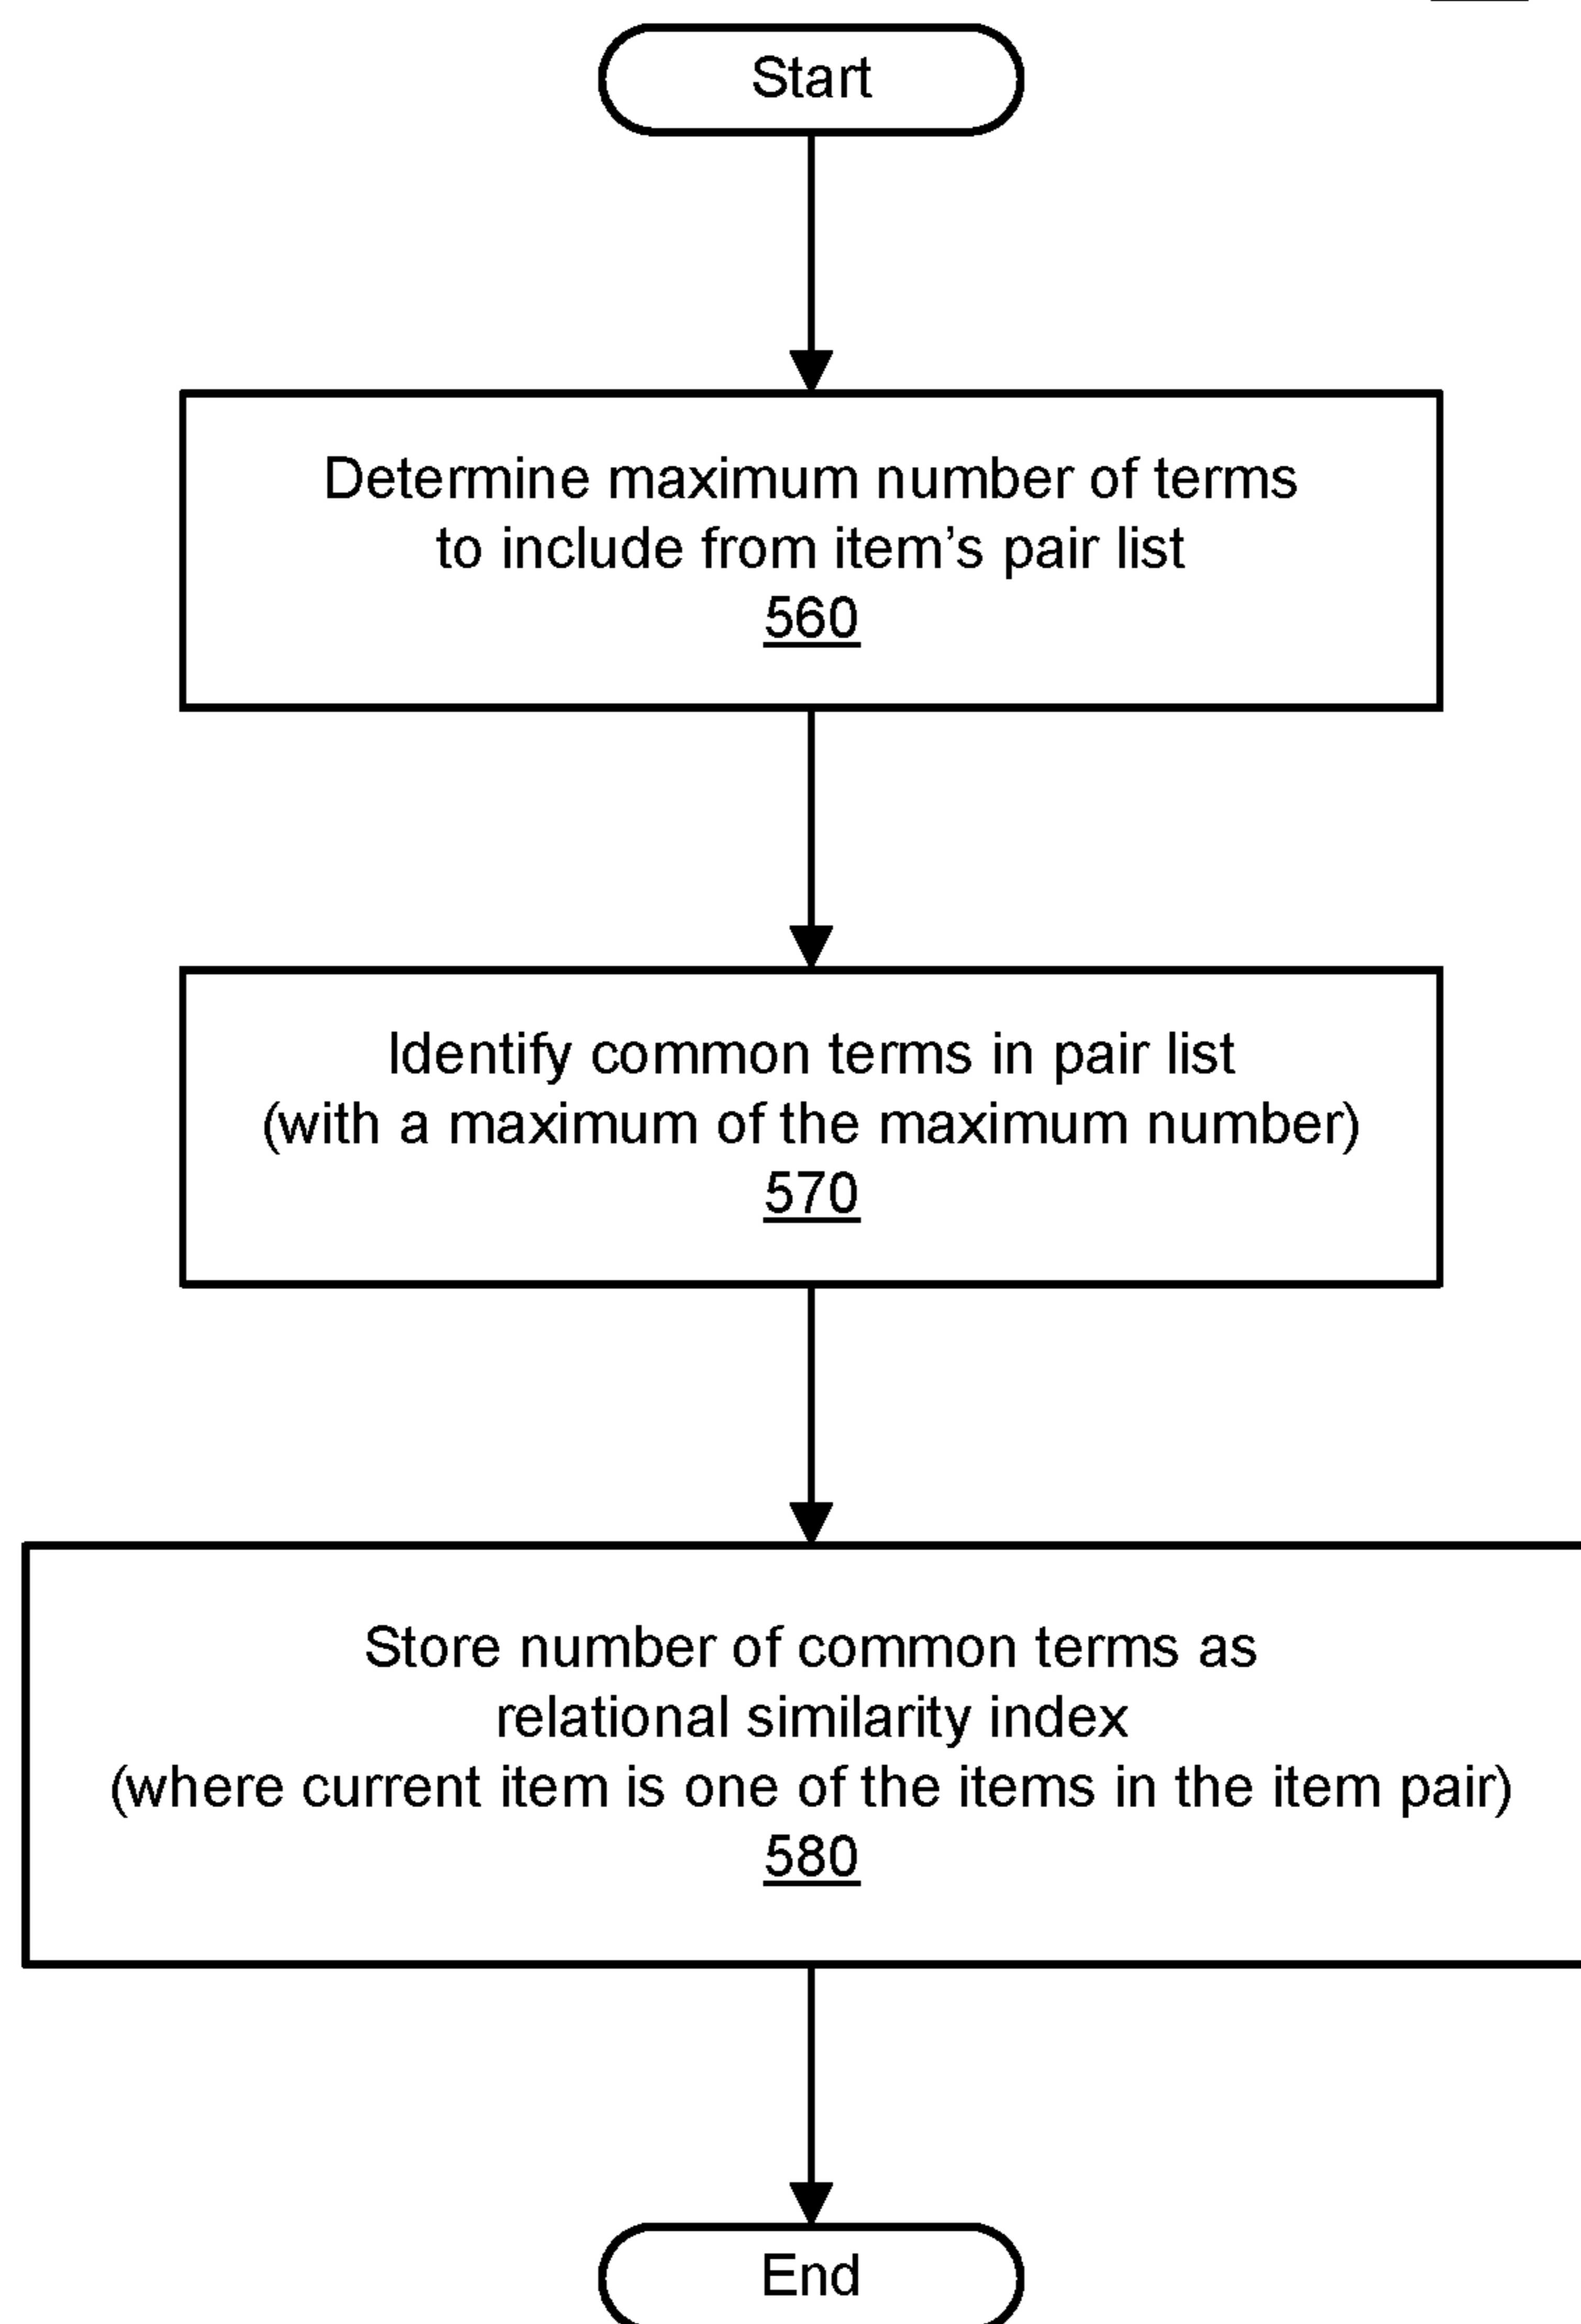 Start
Determine maximum number of terms
to include from item’s pair list
560
Identify common terms in pair list
(with a maximum of the maximum number)
570
Store number of common terms as
relational similarity index
(where current item is one of the items in the item pair)
580
End